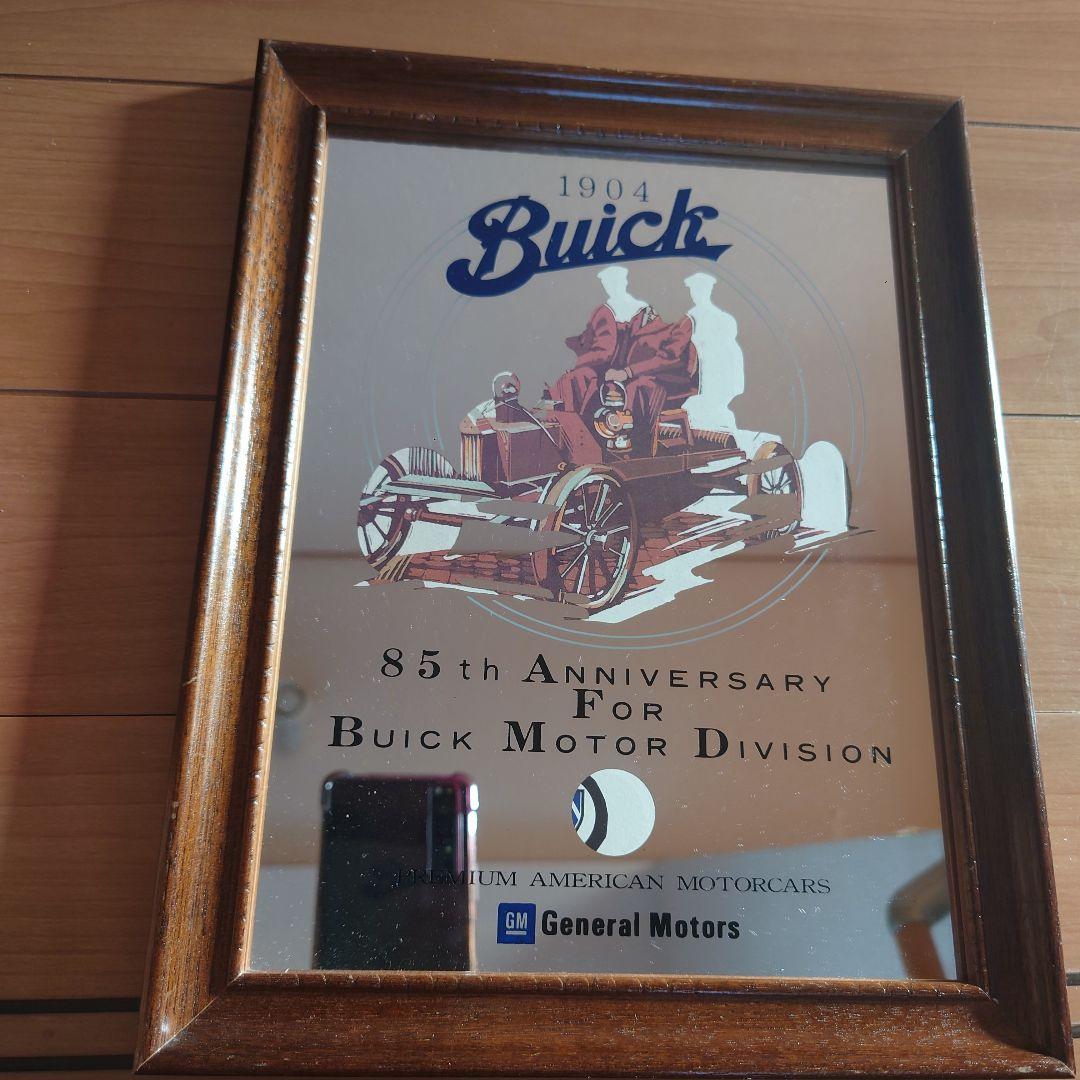 1904
Buick
85th ANNIVERSARY
FOR
BUICK MOTOR DIVISION
PREMIUM AMERICAN MOTORCARS
GM General Motors